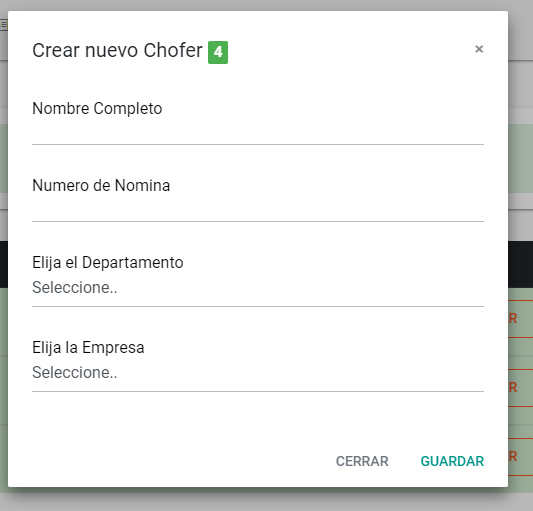 Crear nuevo Chofer 4
×
Nombre Completo
Numero de Nomina
Elija el Departamento
Seleccione..
Elija la Empresa
Seleccione..
CERRAR GUARDAR
R
R
R